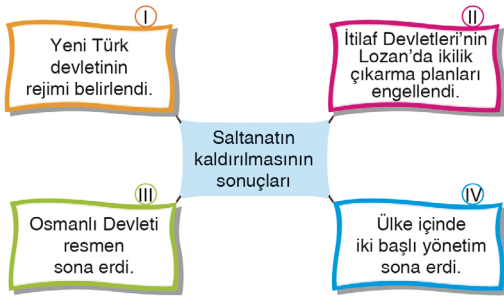 I
Yeni Türk
devletinin
rejimi belirlendi.
II
İtilaf Devletleri'nin
Lozan'da ikilik
çıkarma planları
engellendi.
Saltanatın
kaldırılmasının
sonuçları
III
Osmanlı Devleti
resmen
sona erdi.
IV
Ülke içinde
iki başlı yönetim
sona erdi.